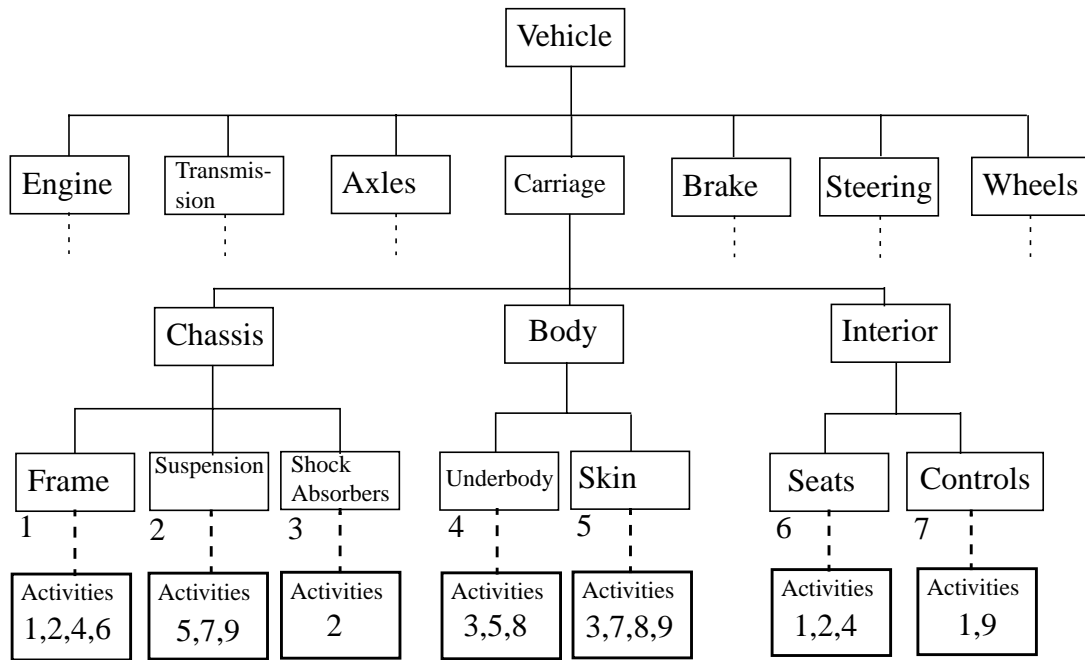 Vehicle
Engine
Transmis-
sion
Axles
Carriage
Brake
Steering
Wheels
Chassis
Body
Interior
Frame
Suspension
Shock
Absorbers
Underbody
Skin
Seats
Controls
1
2
3
4
5
6
7
Activities
1,2,4,6
Activities
5,7,9
Activities
2
Activities
3,5,8
Activities
3,7,8,9
Activities
1,2,4
Activities
1,9